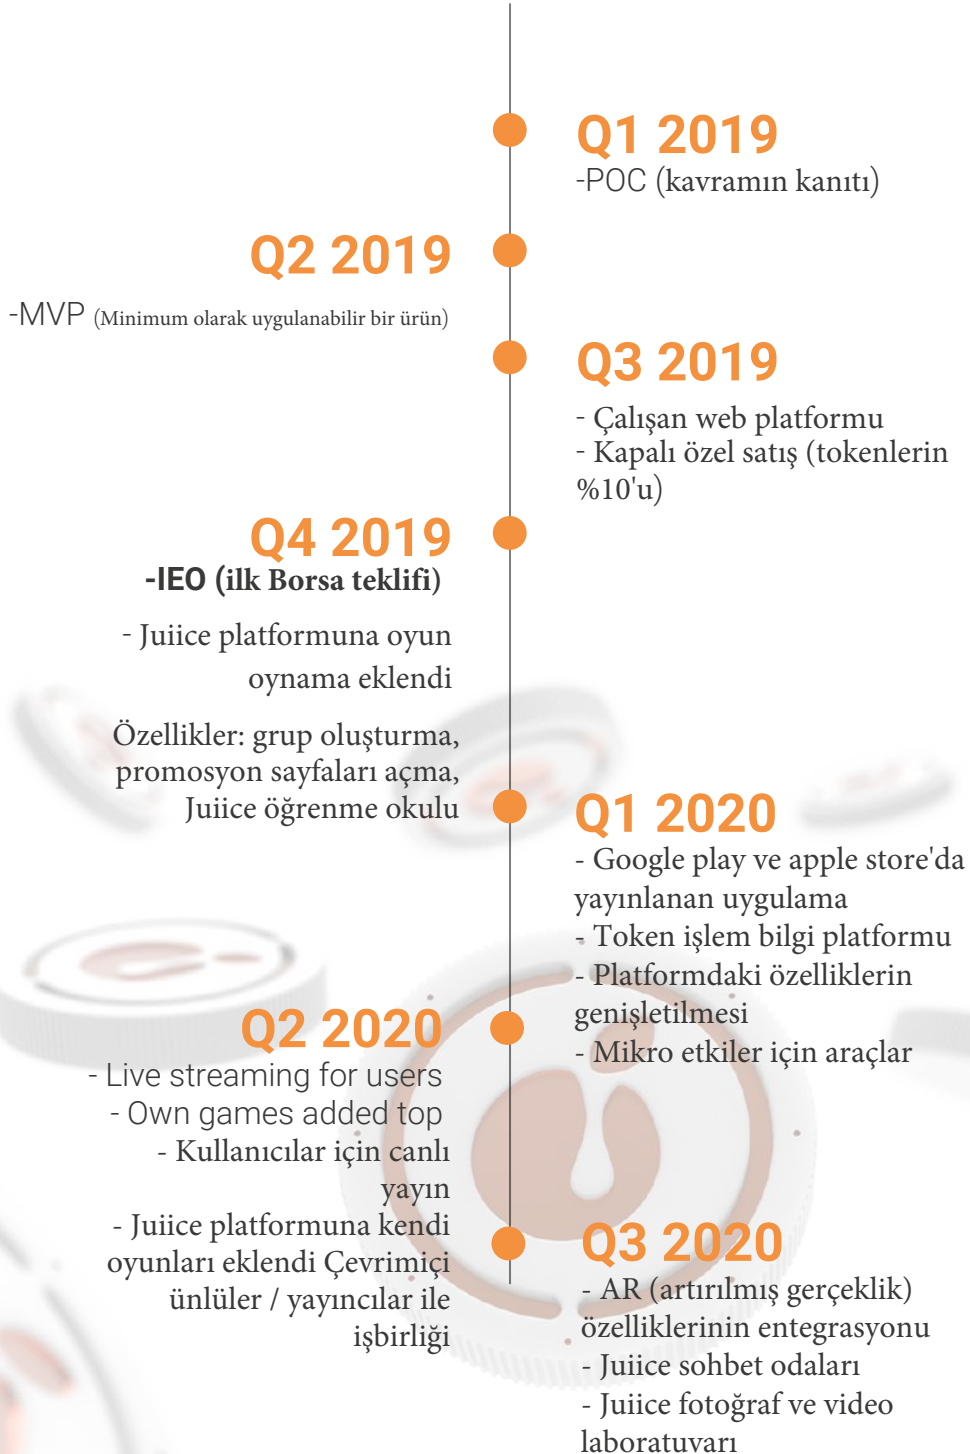 Q1 2019
-POC (kavramın kanıtı)
Q2 2019
-MVP (Minimum olarak uygulanabilir bir ürün)
Q3 2019
- Çalışan web platformu
- Kapalı özel satış (tokenlerin
%10'u)
Q4 2019
-IEO (ilk Borsa teklifi)
- Juiice platformuna oyun
oynama eklendi
Özellikler: grup oluşturma,
promosyon sayfaları açma,
Juiice öğrenme okulu
Q1 2020
- Google play ve apple store'da
yayınlanan uygulama
- Token işlem bilgi platformu
- Platformdaki özelliklerin
genişletilmesi
- Mikro etkiler için araçlar
Q2 2020
- Live streaming for users
- Own games added top
- Kullanıcılar için canlı
yayın
- Juiice platformuna kendi
oyunları eklendi Çevrimiçi
ünlüler / yayıncılar ile
işbirliği
Q3 2020
- AR (artırılmış gerçeklik)
özelliklerinin entegrasyonu
- Juiice sohbet odaları
- Juiice fotoğraf ve video
laboratuvarı